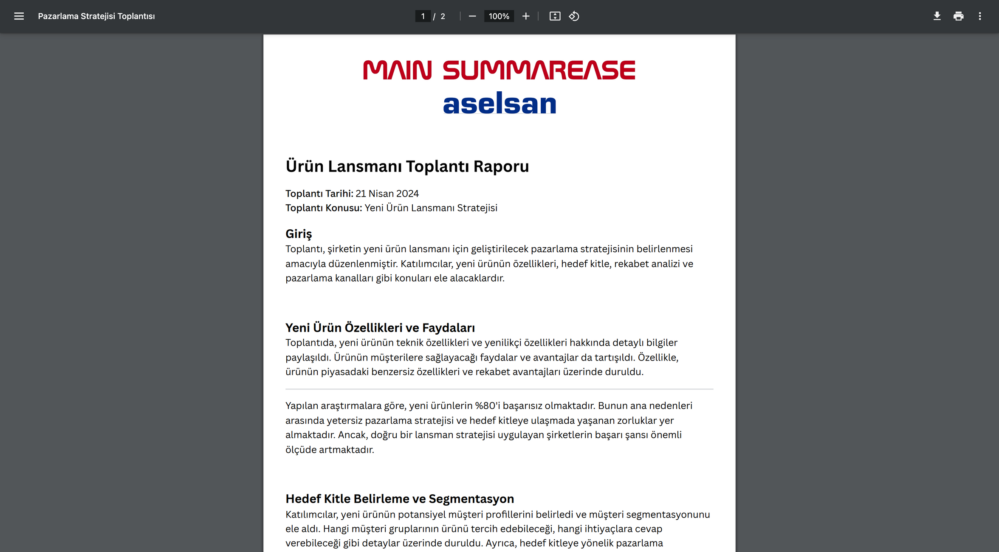 Pazarlama Stratejisi Toplantısı
1 / 2
100%
MAIN SUMMAREASE
aselsan
Ürün Lansmanı Toplantı Raporu
Toplantı Tarihi: 21 Nisan 2024
Toplantı Konusu: Yeni Ürün Lansmanı Stratejisi
Giriş
Toplantı, şirketin yeni ürün lansmanı için geliştirilecek pazarlama stratejisinin belirlenmesi
amacıyla düzenlenmiştir. Katılımcılar, yeni ürünün özellikleri, hedef kitle, rekabet analizi ve
pazarlama kanalları gibi konuları ele alacaklardır.
Yeni Ürün Özellikleri ve Faydaları
Toplantıda, yeni ürünün teknik özellikleri ve yenilikçi özellikleri hakkında detaylı bilgiler
paylaşıldı. Ürünün müşterilere sağlayacağı faydalar ve avantajlar da tartışıldı. Özellikle,
ürünün piyasadaki benzersiz özellikleri ve rekabet avantajları üzerinde duruldu.
Yapılan araştırmalara göre, yeni ürünlerin %80'i başarısız olmaktadır. Bunun ana nedenleri
arasında yetersiz pazarlama stratejisi ve hedef kitleye ulaşmada yaşanan zorluklar yer
almaktadır. Ancak, doğru bir lansman stratejisi uygulayan şirketlerin başarı şansı önemli
ölçüde artmaktadır.
Hedef Kitle Belirleme ve Segmentasyon
Katılımcılar, yeni ürünün potansiyel müşteri profillerini belirledi ve müşteri segmentasyonunu
ele aldı. Hangi müşteri gruplarının ürünü tercih edebileceği, hangi ihtiyaçlara cevap
verebileceği gibi detaylar üzerinde duruldu. Ayrıca, hedef kitleye yönelik pazarlama